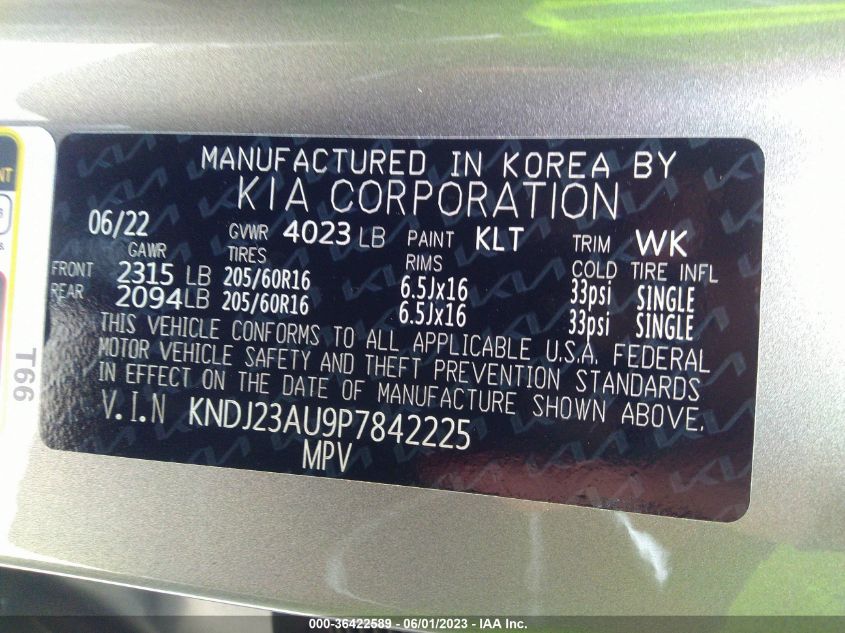 MANUFACTURED IN KOREA BY
KIA CORPORATION
06/22 GVWR 4023 LB PAINT KLT TRIM WK
GAWR TIRES RIMS COLD TIRE INFL
FRONT 2315 LB 205/60R16 6.5Jx16 33psi SINGLE
REAR 2094 LB 205/60R16 6.5Jx16 33psi SINGLE
THIS VEHICLE CONFORMS TO ALL APPLICABLE U.S.A. FEDERAL
MOTOR VEHICLE SAFETY AND THEFT PREVENTION STANDARDS
IN EFFECT ON THE DATE OF MANUFACTURE SHOWN ABOVE.
V.I.N KNDJ23AU9P7842225
MPV
T66
000-36422589 - 06/01/2023 - IAA Inc.